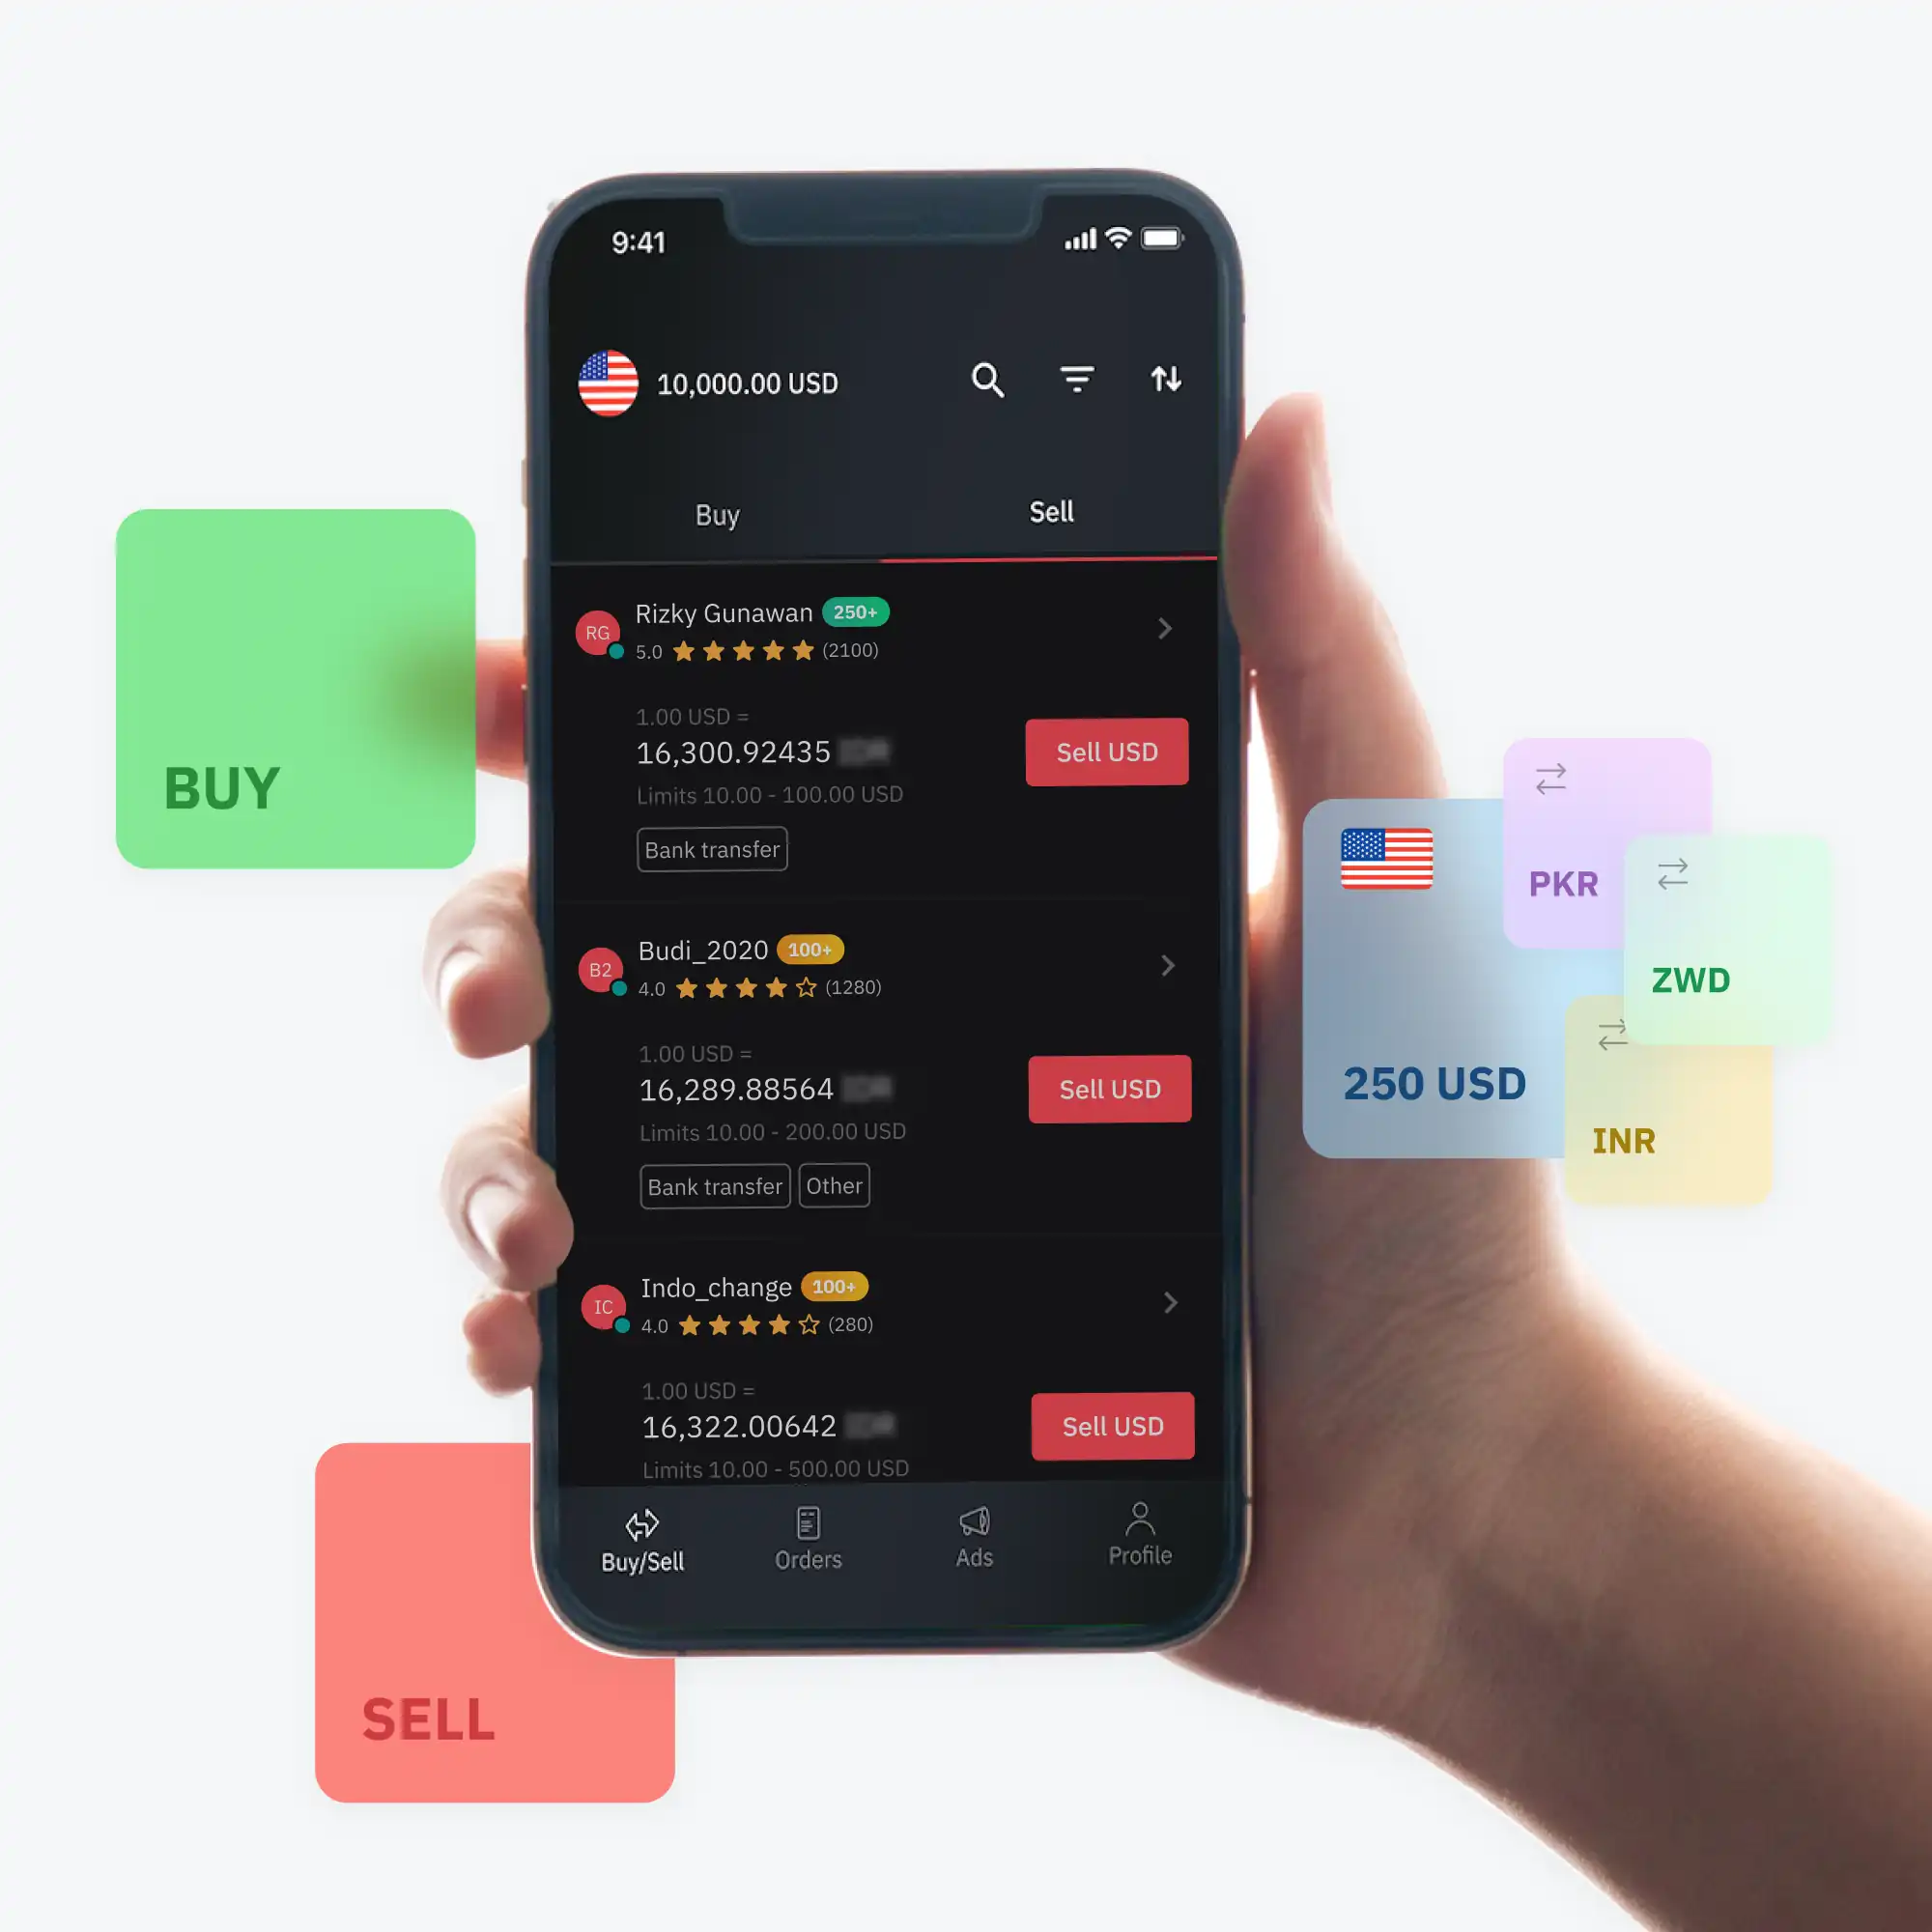 9:41
10,000.00 USD
Buy
Sell
BUY
RG
Rizky Gunawan 250+
5.0 (2100)
1.00 USD =
16,300.92435
Sell USD
Limits 10.00 - 100.00 USD
Bank transfer
B2
Budi_2020 100+
4.0 (1280)
1.00 USD =
16,289.88564
Sell USD
Limits 10.00 - 200.00 USD
Bank transfer Other
IC
Indo_change 100+
4.0 (280)
1.00 USD =
16,322.00642
Sell USD
Limits 10.00 - 500.00 USD
Buy/Sell
Orders
Ads
Profile
PKR
ZWD
250 USD
INR
SELL